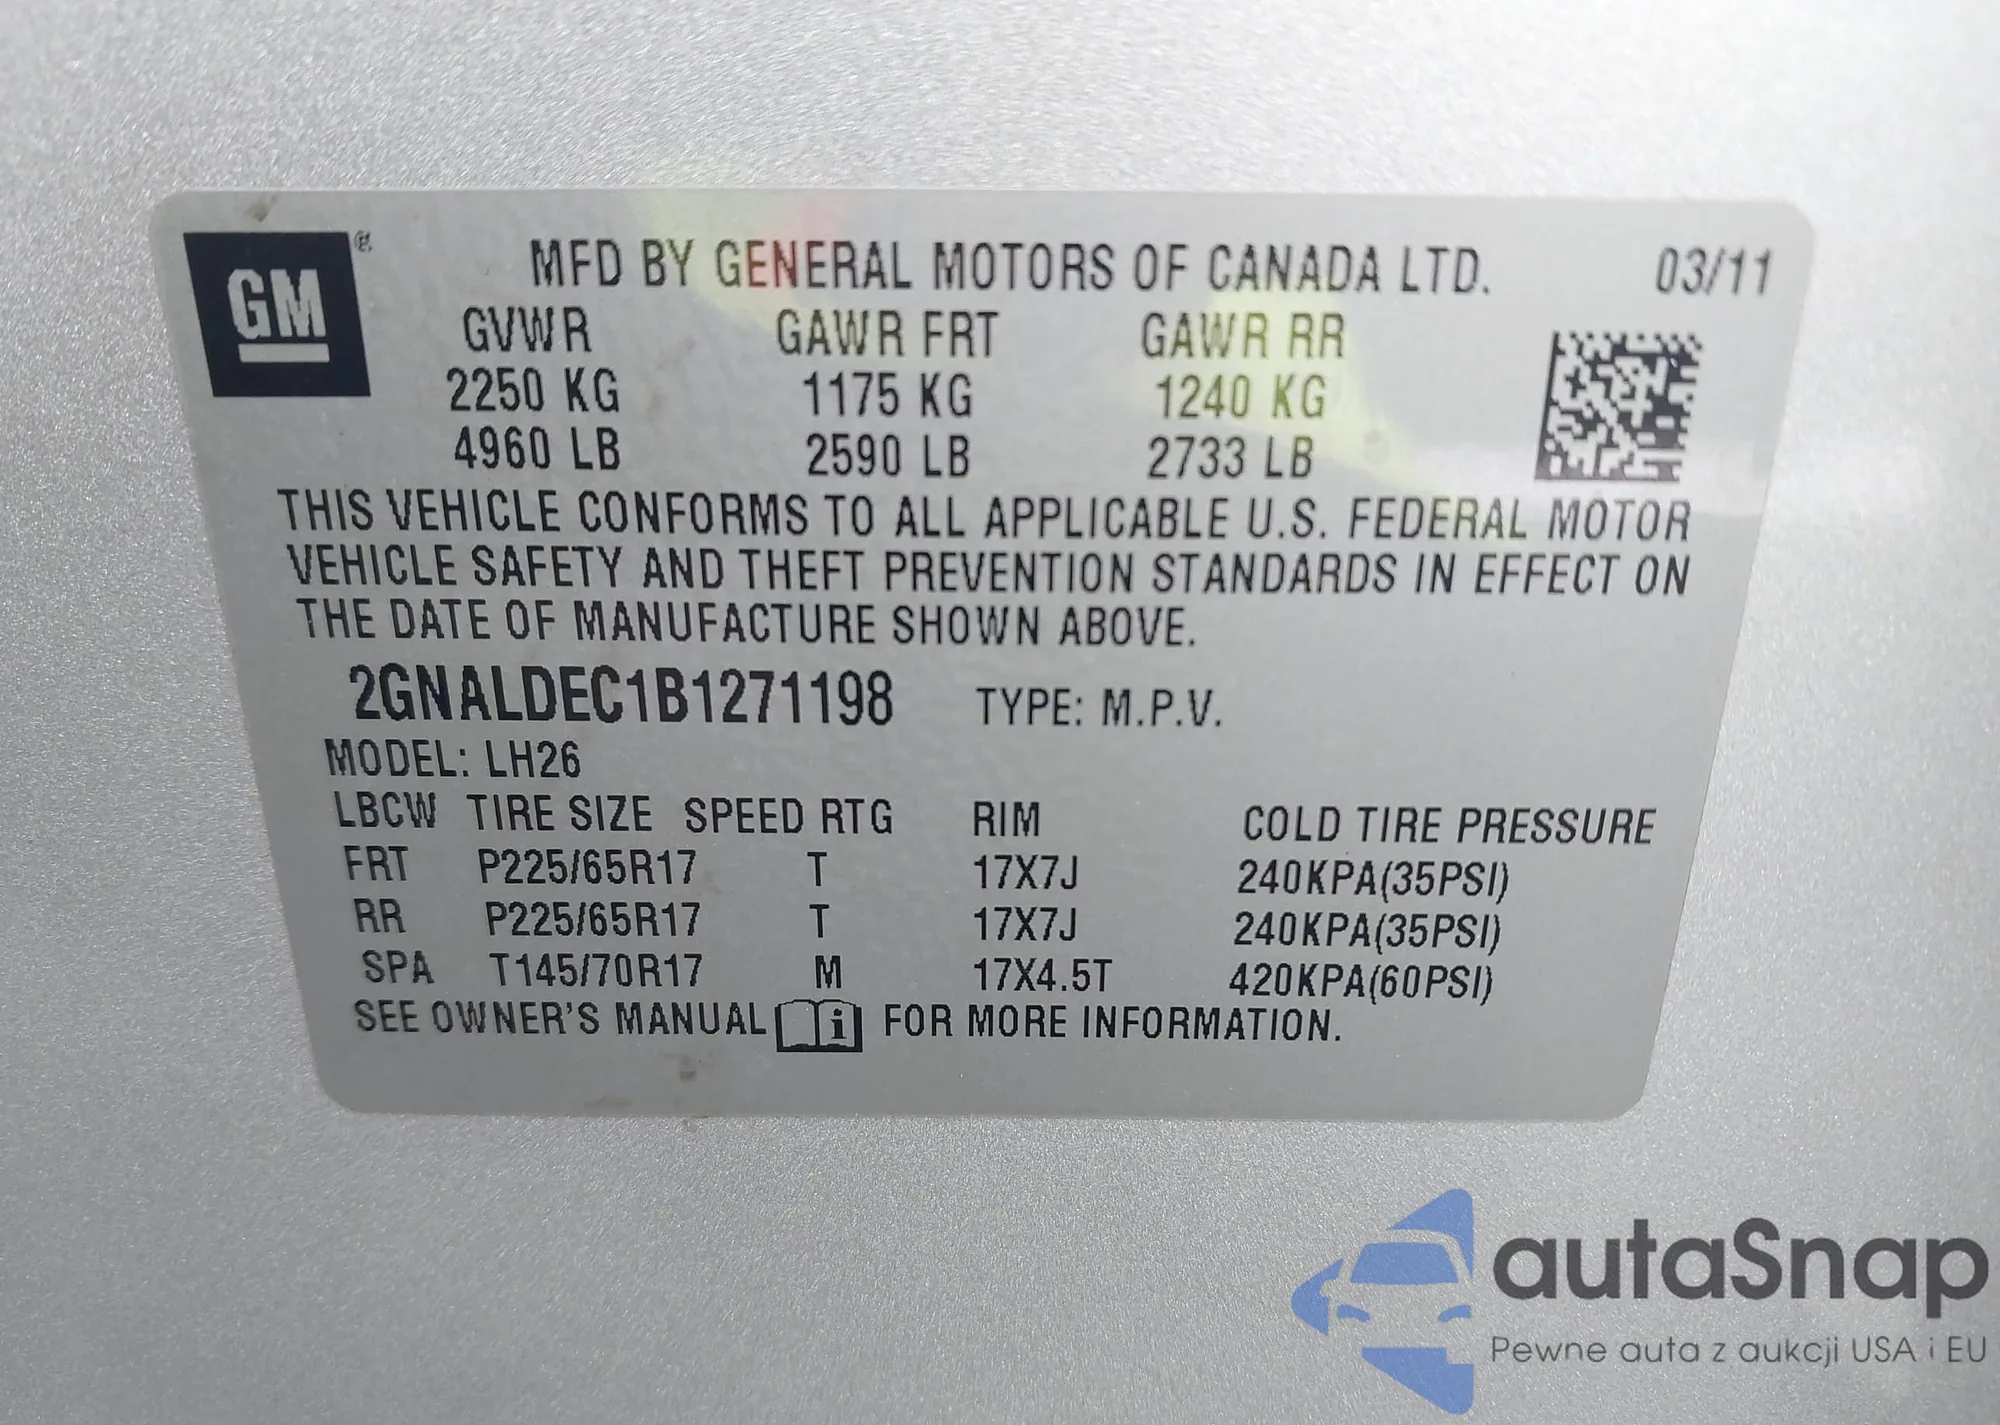 GM ®
MFD BY GENERAL MOTORS OF CANADA LTD. 03/11
GVWR GAWR FRT GAWR RR
2250 KG 1175 KG 1240 KG
4960 LB 2590 LB 2733 LB
THIS VEHICLE CONFORMS TO ALL APPLICABLE U.S. FEDERAL MOTOR
VEHICLE SAFETY AND THEFT PREVENTION STANDARDS IN EFFECT ON
THE DATE OF MANUFACTURE SHOWN ABOVE.
2GNALDEC1B1271198 TYPE: M.P.V.
MODEL: LH26
LBCW TIRE SIZE SPEED RTG RIM COLD TIRE PRESSURE
FRT P225/65R17 T 17X7J 240KPA(35PSI)
RR P225/65R17 T 17X7J 240KPA(35PSI)
SPA T145/70R17 M 17X4.5T 420KPA(60PSI)
SEE OWNER'S MANUAL i FOR MORE INFORMATION.
autaSnap
Pewne auta z aukcji USA i EU